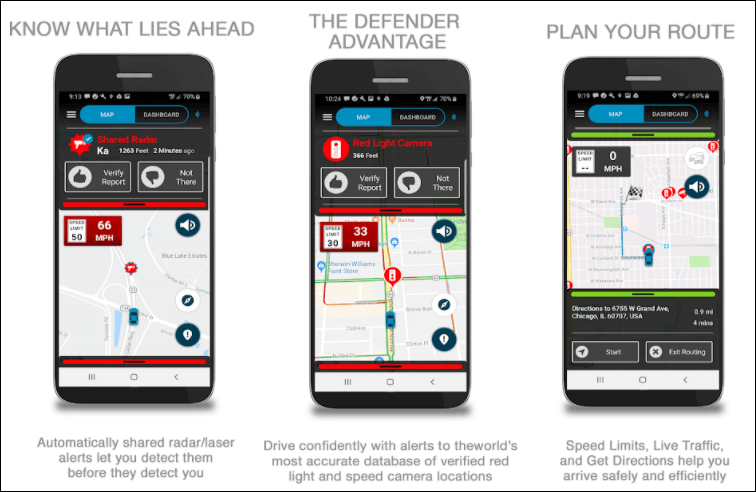 KNOW WHAT LIES AHEAD
9:13
70%
MAP
DASHBOARD
Shared Radar
Ka 1263 Feet 2 Minutes ago
Verify
Report
Not
There
SPEED
LIMIT
50
66
MPH
Blue Lake Estates
Automatically shared radar/laser
alerts let you detect them
before they detect you
THE DEFENDER
ADVANTAGE
10:24
76%
MAP
DASHBOARD
Red Light Camera
366 Feet
Verify
Report
Not
There
SPEED
LIMIT
30
33
MPH
Sherwin-Williams
Paint Store
Drive confidently with alerts to theworld's
most accurate database of verified red
light and speed camera locations
PLAN YOUR ROUTE
9:19
69%
MAP
DASHBOARD
SPEED
LIMIT
--
0
MPH
Directions to 6755 W Grand Ave,
Chicago, IL 60707, USA
0.9 mi
4 mins
Start
Exit Routing
Speed Limits, Live Traffic,
and Get Directions help you
arrive safely and efficiently